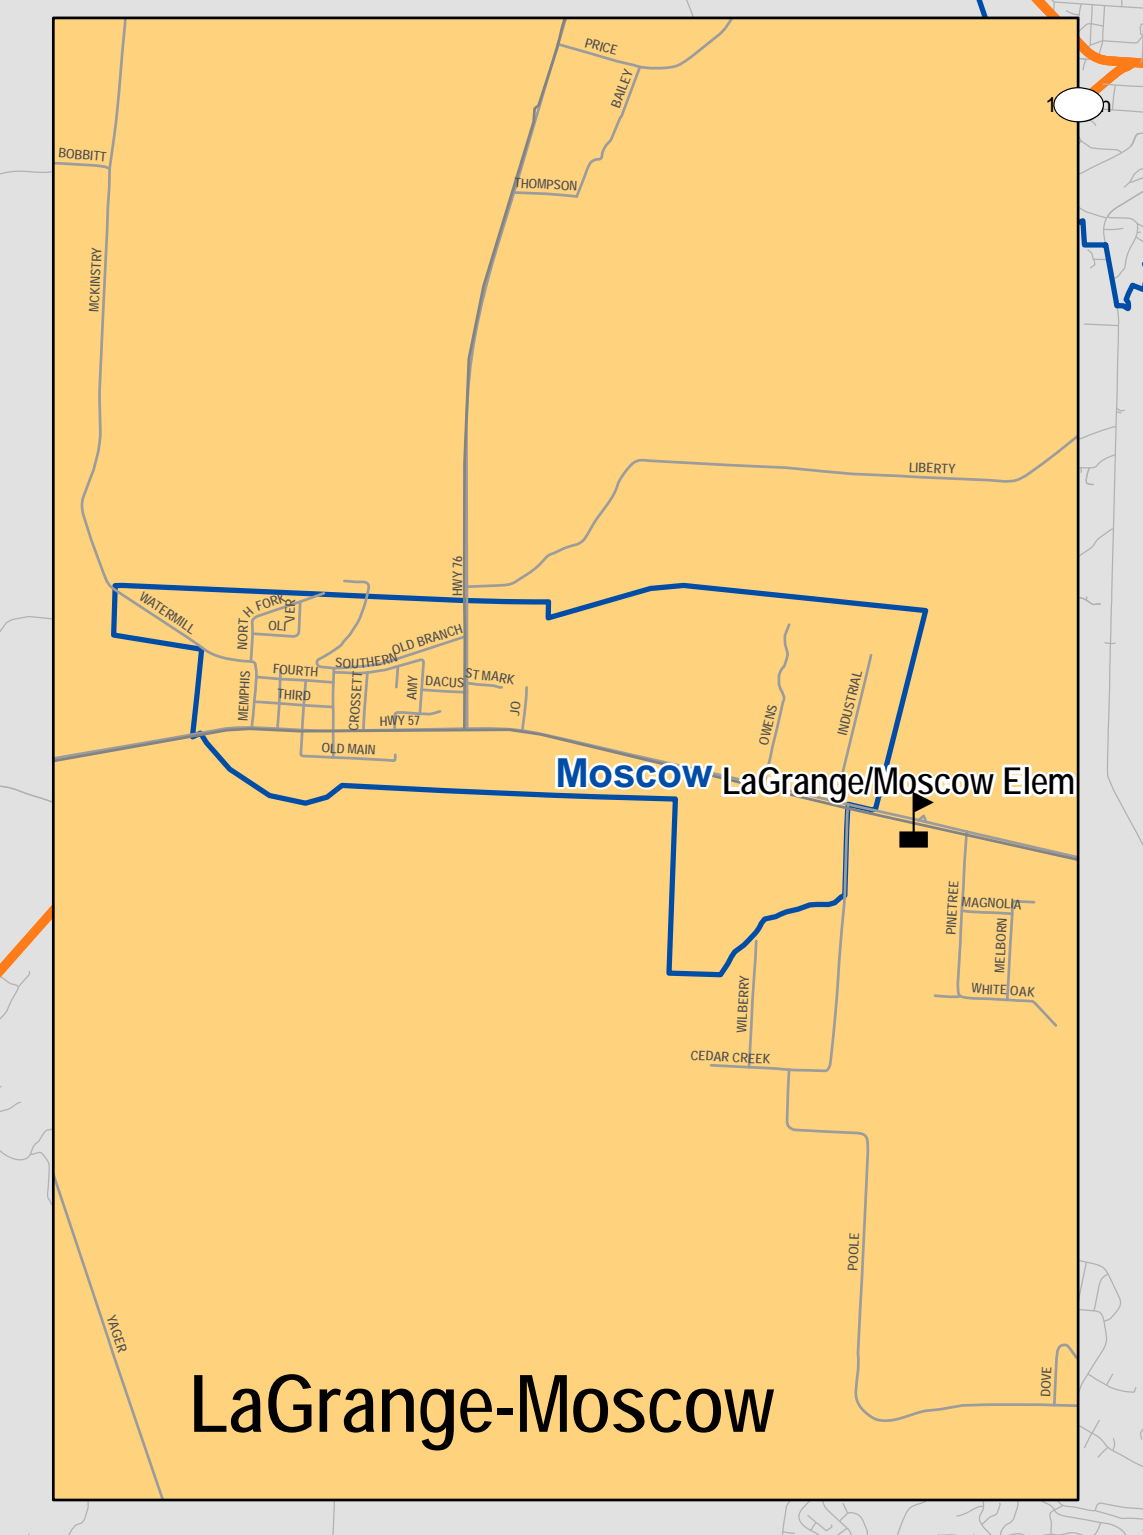 PRICE
BAILEY
BOBBITT
THOMPSON
MCKINSTRY
LIBERTY
HWY 76
WATERMILL
NORTH FORK
OLIVER
OLD BRANCH
SOUTHERN
FOURTH
THIRD
MEMPHIS
CROSSETT
AMY
DACUS
ST MARK
JO
HWY 57
OLD MAIN
OWENS
INDUSTRIAL
Moscow
LaGrange/Moscow Elem
PINETREE
MAGNOLIA
MELBORN
WHITE OAK
WILBERRY
CEDAR CREEK
POOLE
YAGER
DOVE
LaGrange-Moscow